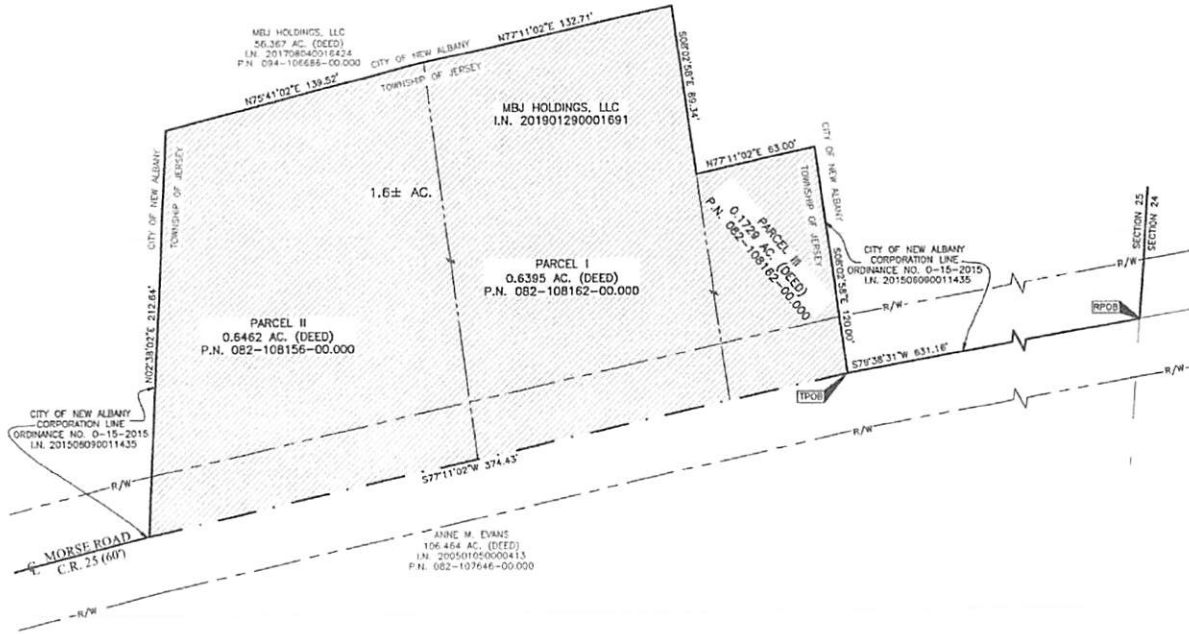 MBJ HOLDINGS, LLC
56.367 AC. (DEED)
I.N. 201708040016424
P.N. 094-106686-00.000
N75°41'02"E 139.52'
CITY OF NEW ALBANY
TOWNSHIP OF JERSEY
N77°11'02"E 132.71'
S08°02'58"E 89.34'
MBJ HOLDINGS, LLC
I.N. 201901290001691
N77°11'02"E 63.00'
CITY OF NEW ALBANY
TOWNSHIP OF JERSEY
CITY OF NEW ALBANY
TOWNSHIP OF JERSEY
1.6± AC.
PARCEL III
0.1729 AC. (DEED)
P.N. 082-108162-00.000
S08°02'58"E 120.00'
SECTION 25
SECTION 24
CITY OF NEW ALBANY
CORPORATION LINE
ORDINANCE NO. O-15-2015
I.N. 201506090011435
PARCEL I
0.6395 AC. (DEED)
P.N. 082-108162-00.000
PARCEL II
0.6462 AC. (DEED)
P.N. 082-108156-00.000
N02°38'02"E 212.64'
R/W
R/W
RPOB
S79°38'31"W 631.16'
TPOB
R/W
R/W
CITY OF NEW ALBANY
CORPORATION LINE
ORDINANCE NO. O-15-2015
I.N. 201506090011435
R/W
S77°11'02"W 374.43'
MORSE ROAD
C.R. 25 (60')
ANNE M. EVANS
106.464 AC. (DEED)
I.N. 200501050000413
P.N. 082-107646-00.000
R/W